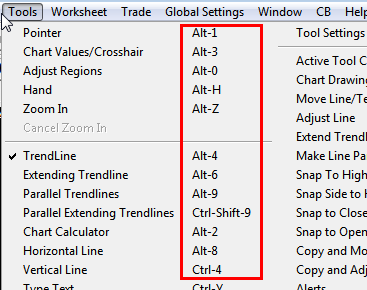 Tools Worksheet Trade Global Settings Window CB Help
Pointer Alt-1
Chart Values/Crosshair Alt-3
Adjust Regions Alt-0
Hand Alt-H
Zoom In Alt-Z
Cancel Zoom In
TrendLine Alt-4
Extending Trendline Alt-6
Parallel Trendlines Alt-9
Parallel Extending Trendlines Ctrl-Shift-9
Chart Calculator Alt-2
Horizontal Line Alt-8
Vertical Line Ctrl-4
Type Text Ctrl-Y
Tool Settings
Active Tool C
Chart Drawing
Move Line/Te
Adjust Line
Extend Trendl
Make Line Pa
Snap To High
Snap Side to H
Snap to Close
Snap to Open
Copy and Mo
Copy and Adj
Alerts